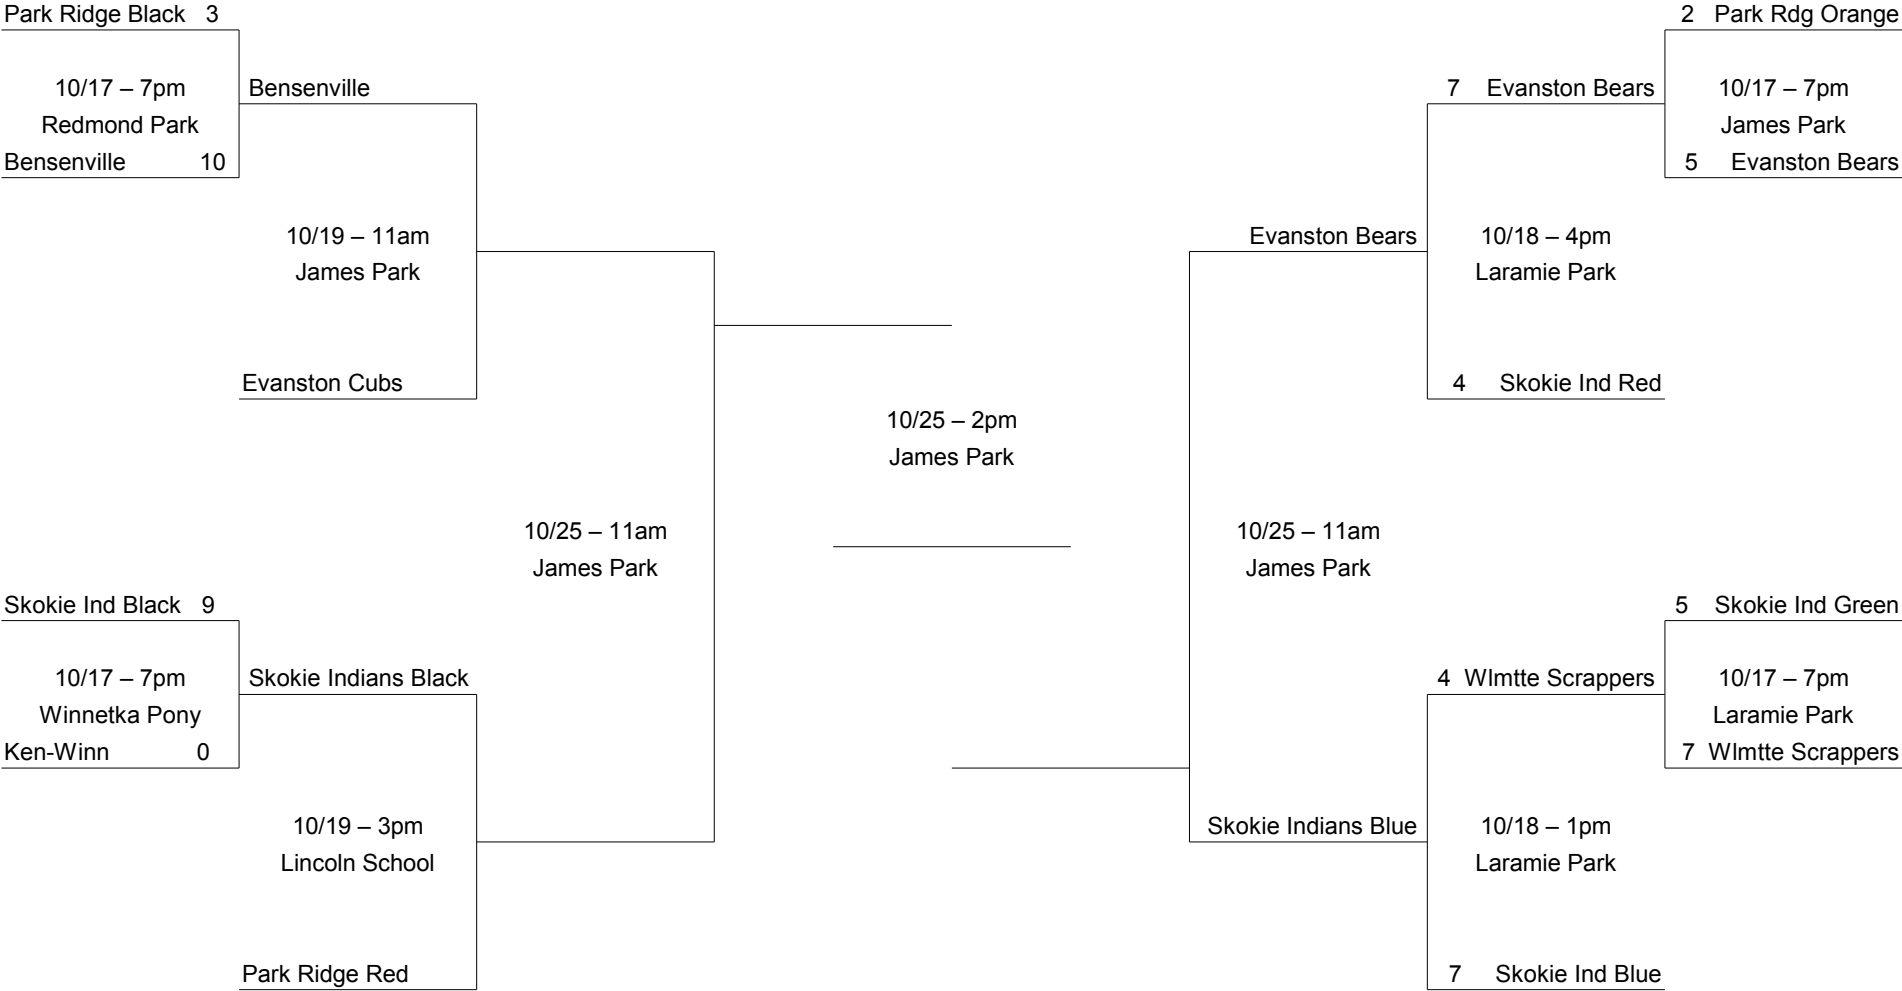 Park Ridge Black 3
10/17 – 7pm
Redmond Park
Bensenville 10
Bensenville
10/19 – 11am
James Park
Evanston Cubs
Skokie Ind Black 9
10/17 – 7pm
Winnetka Pony
Ken-Winn 0
Skokie Indians Black
10/19 – 3pm
Lincoln School
Park Ridge Red
10/25 – 11am
James Park
10/25 – 2pm
James Park
10/25 – 11am
James Park
Evanston Bears
Skokie Indians Blue
7 Evanston Bears
10/18 – 4pm
Laramie Park
4 Skokie Ind Red
4 Wlmtte Scrappers
10/18 – 1pm
Laramie Park
7 Skokie Ind Blue
2 Park Rdg Orange
10/17 – 7pm
James Park
5 Evanston Bears
5 Skokie Ind Green
10/17 – 7pm
Laramie Park
7 Wlmtte Scrappers